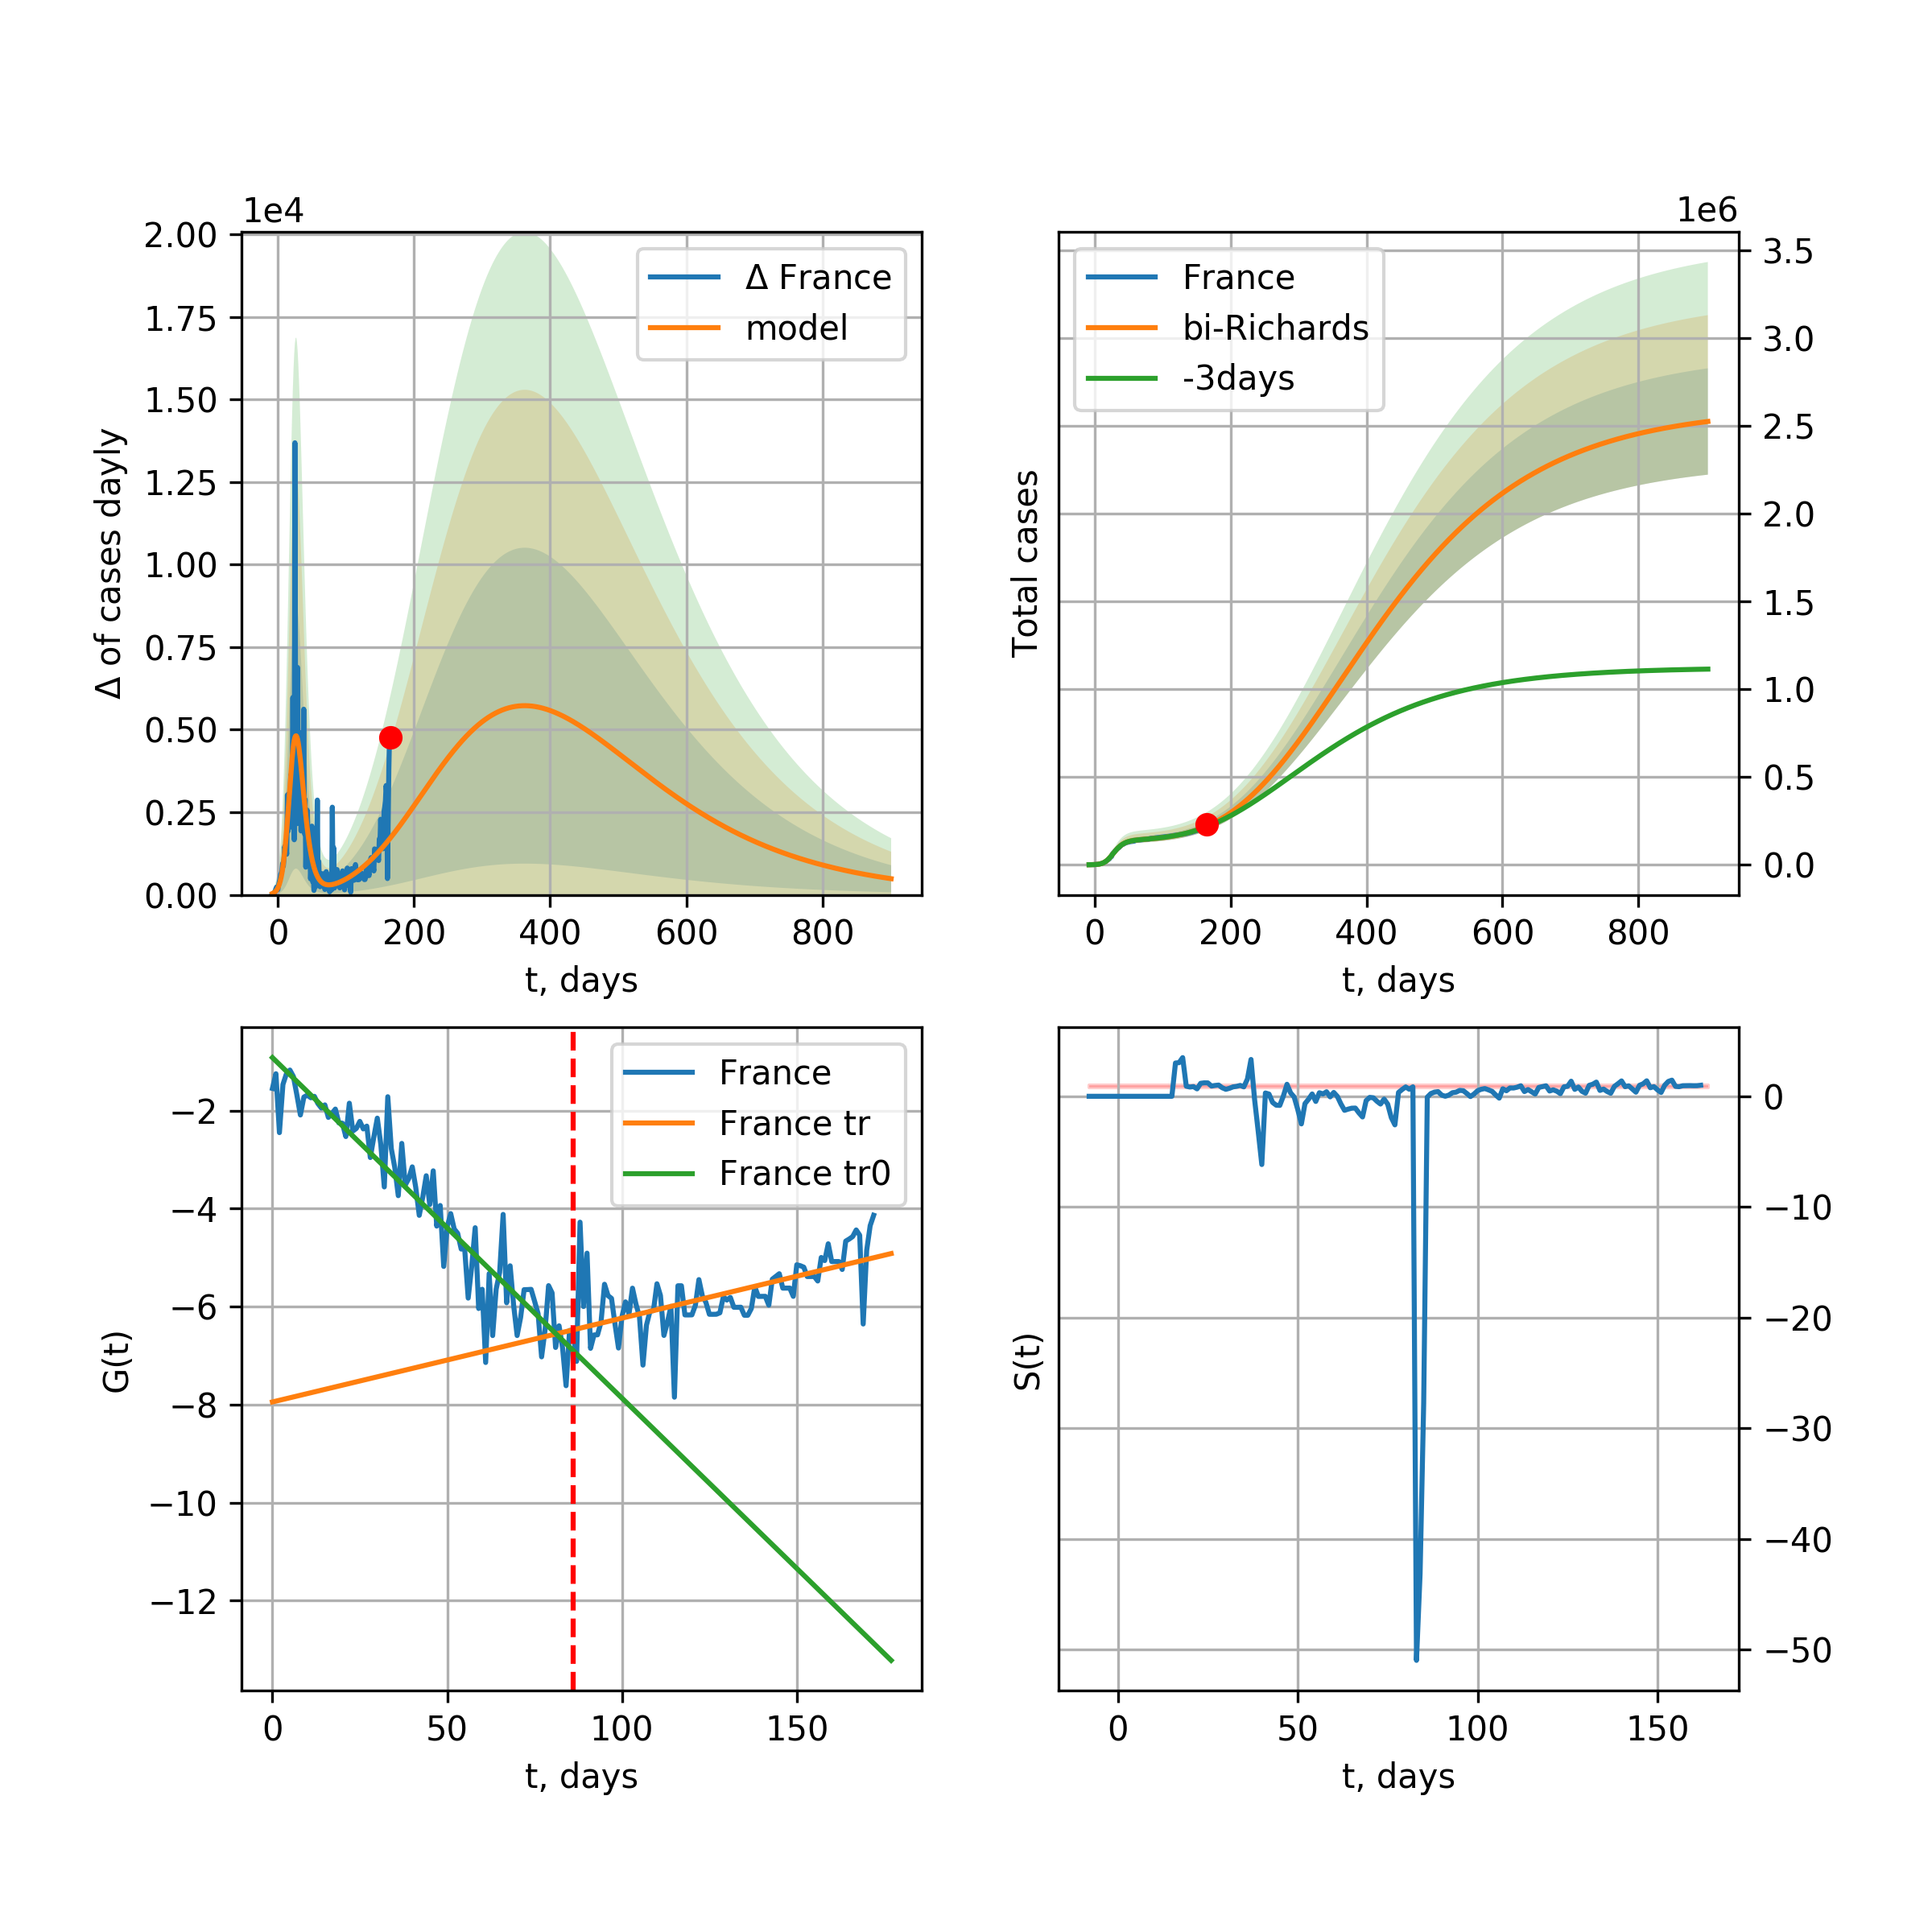 1e4
2.00
1.75
1.50
1.25
1.00
0.75
0.50
0.25
0.00
Δ of cases dayly
0 200 400 600 800
t, days
Δ France
model
1e6
3.5
3.0
2.5
2.0
1.5
1.0
0.5
0.0
Total cases
0 200 400 600 800
t, days
France
bi-Richards
-3days
−2
−4
−6
−8
−10
−12
G(t)
0 50 100 150
t, days
France
France tr
France tr0
0
−10
−20
−30
−40
−50
S(t)
0 50 100 150
t, days